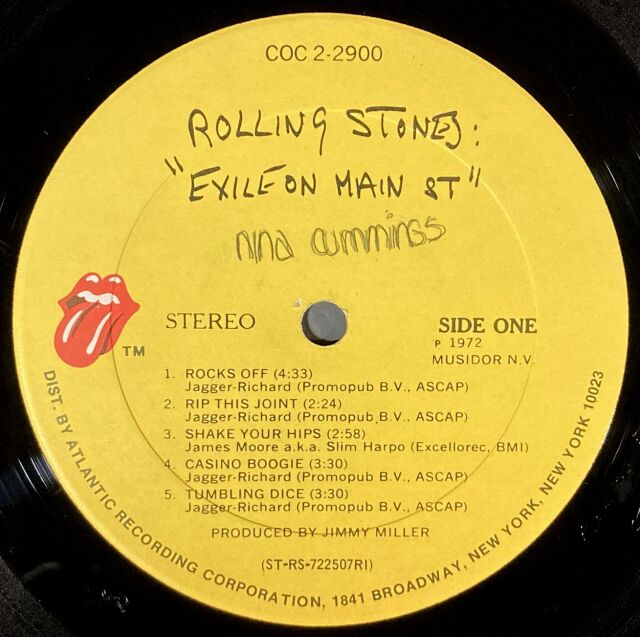 COC 2-2900
ROLLING STONES:
"EXILE ON MAIN ST"
nina cummings
STEREO
SIDE ONE
P 1972
MUSIDOR N.V.
TM
1. ROCKS OFF (4:33)
Jagger-Richard (Promopub B.V., ASCAP)
2. RIP THIS JOINT (2:24)
Jagger-Richard (Promopub B.V., ASCAP)
3. SHAKE YOUR HIPS (2:58)
James Moore a.k.a. Slim Harpo (Excellorec, BMI)
4. CASINO BOOGIE (3:30)
Jagger-Richard (Promopub B.V., ASCAP)
5. TUMBLING DICE (3:30)
Jagger-Richard (Promopub B.V., ASCAP)
PRODUCED BY JIMMY MILLER
(ST-RS-722507RI)
DIST. BY ATLANTIC RECORDING CORPORATION, 1841 BROADWAY, NEW YORK, NEW YORK 10023